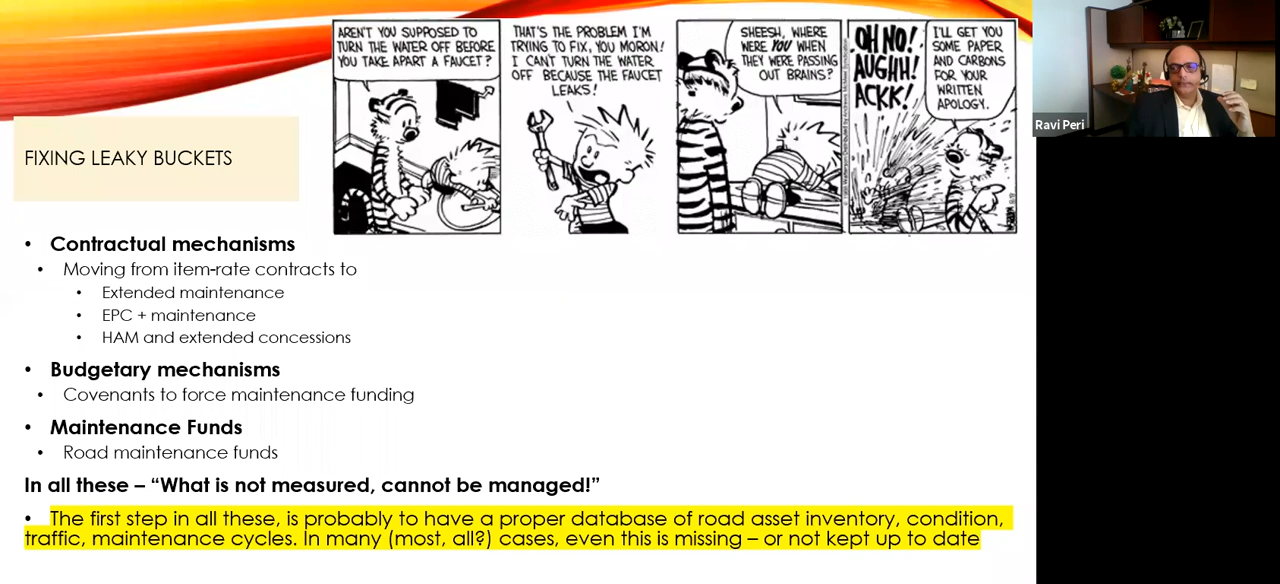 AREN'T YOU SUPPOSED TO
TURN THE WATER OFF BEFORE
YOU TAKE APART A FAUCET?
THAT'S THE PROBLEM I'M
TRYING TO FIX, YOU MORON!
I CAN'T TURN THE WATER
OFF BECAUSE THE FAUCET
LEAKS!
SHEESH, WHERE
WERE YOU WHEN
THEY WERE PASSING
OUT BRAINS?
OH NO!
AUGHH!
ACKK!
I'LL GET YOU
SOME PAPER
AND CARBONS
FOR YOUR
WRITTEN
APOLOGY.
Ravi Peri
FIXING LEAKY BUCKETS
• Contractual mechanisms
• Moving from item-rate contracts to
• Extended maintenance
• EPC + maintenance
• HAM and extended concessions
• Budgetary mechanisms
• Covenants to force maintenance funding
• Maintenance Funds
• Road maintenance funds
In all these – “What is not measured, cannot be managed!”
• The first step in all these, is probably to have a proper database of road asset inventory, condition,
traffic, maintenance cycles. In many (most, all?) cases, even this is missing – or not kept up to date